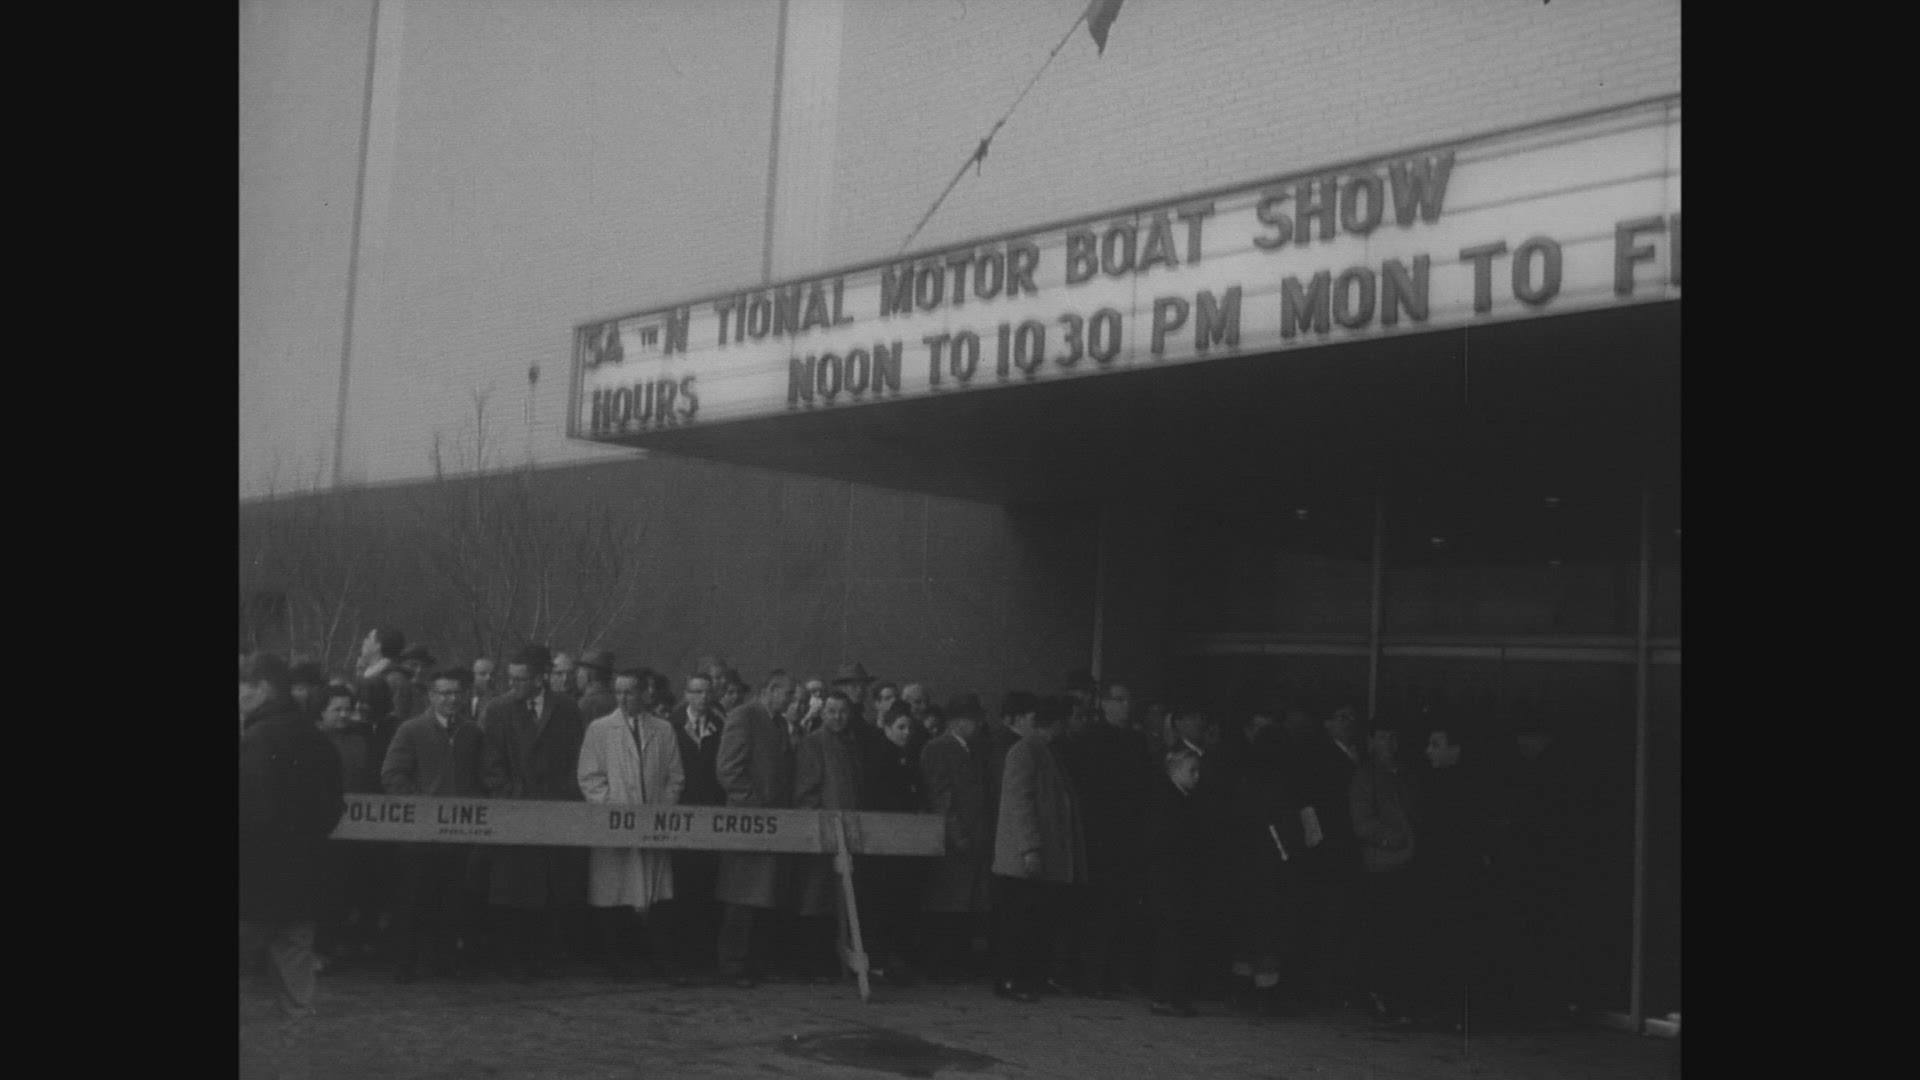 54 TH N TIONAL MOTOR BOAT SHOW
HOURS NOON TO 10 30 PM MON TO F
POLICE LINE DO NOT CROSS
POLICE